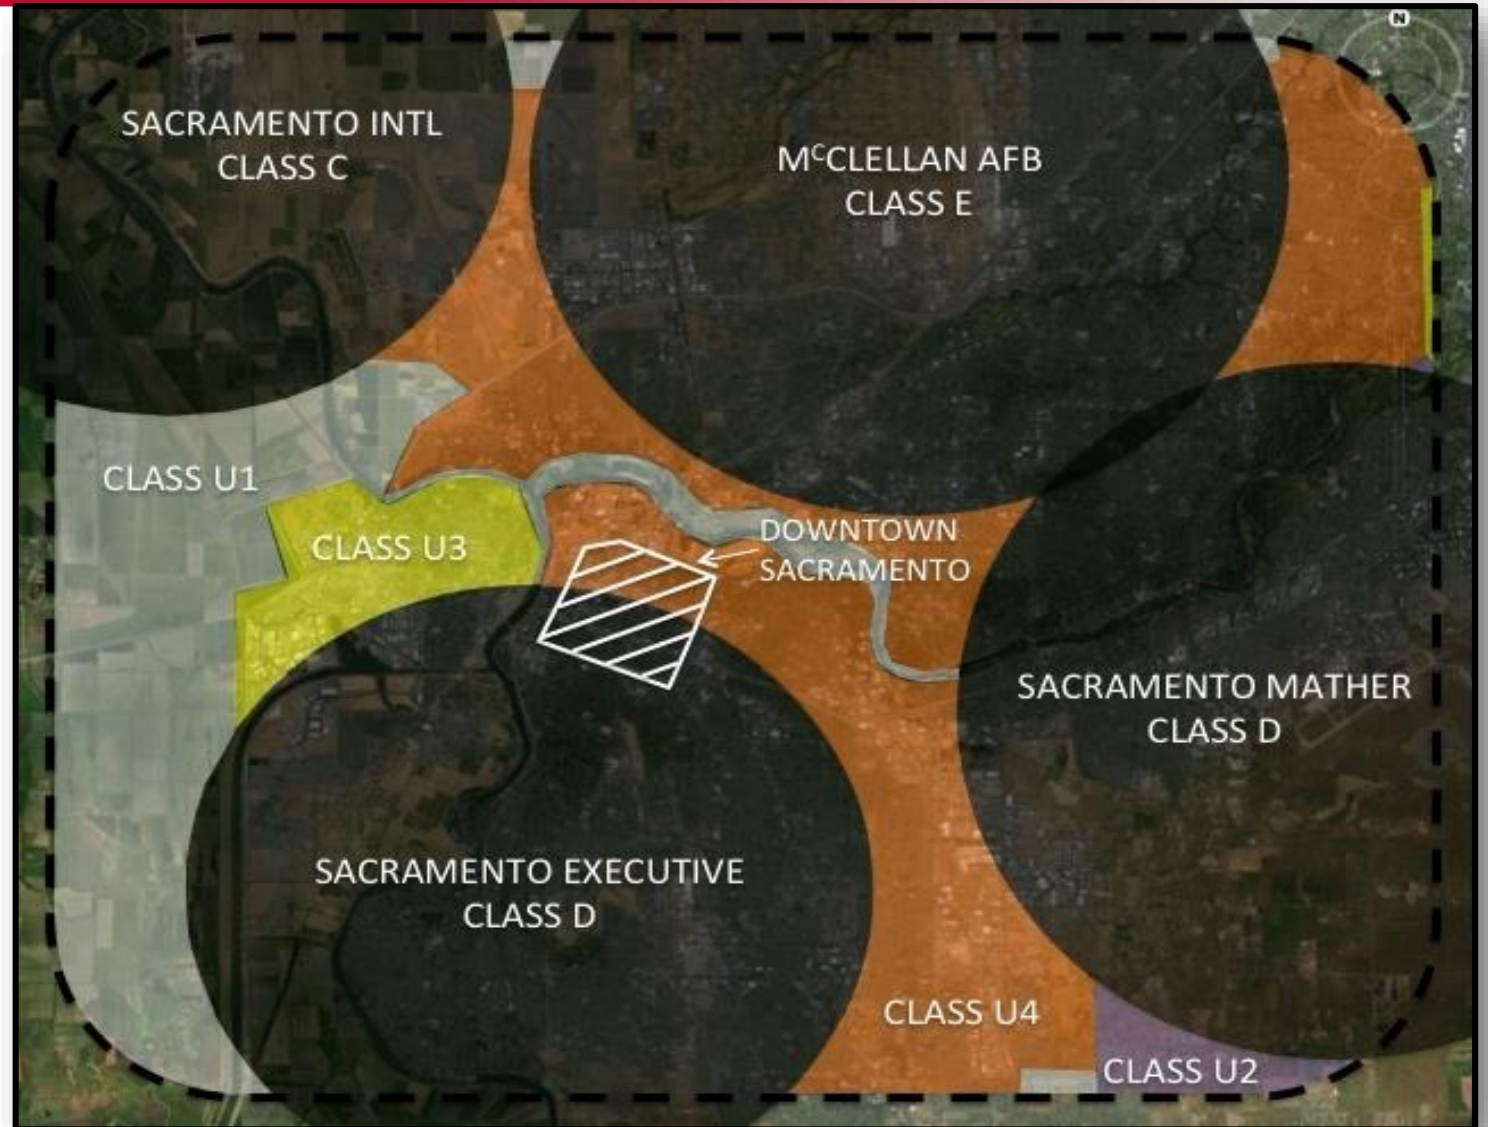 N
SACRAMENTO INTL
CLASS C
MCCLELLAN AFB
CLASS E
CLASS U1
CLASS U3
DOWNTOWN
SACRAMENTO
SACRAMENTO MATHER
CLASS D
SACRAMENTO EXECUTIVE
CLASS D
CLASS U4
CLASS U2